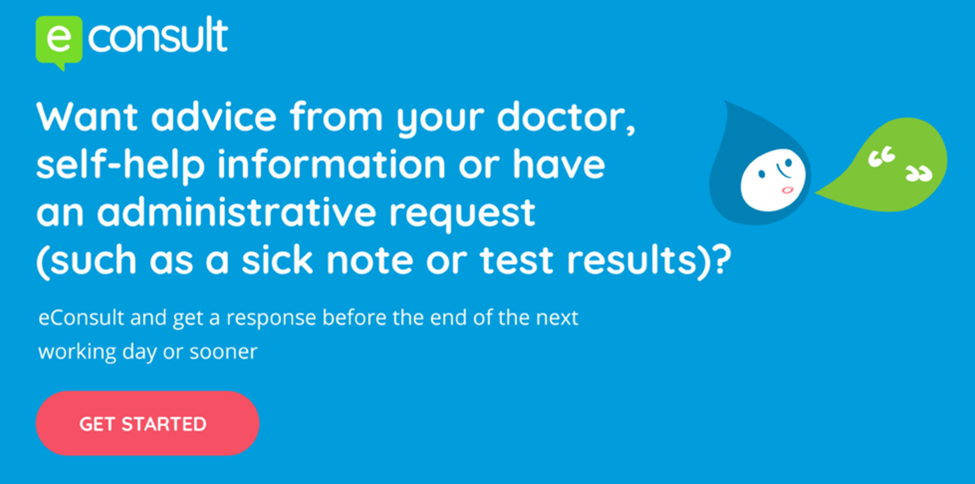 e consult
Want advice from your doctor,
self-help information or have
an administrative request
(such as a sick note or test results)?
“ ”
eConsult and get a response before the end of the next
working day or sooner
GET STARTED